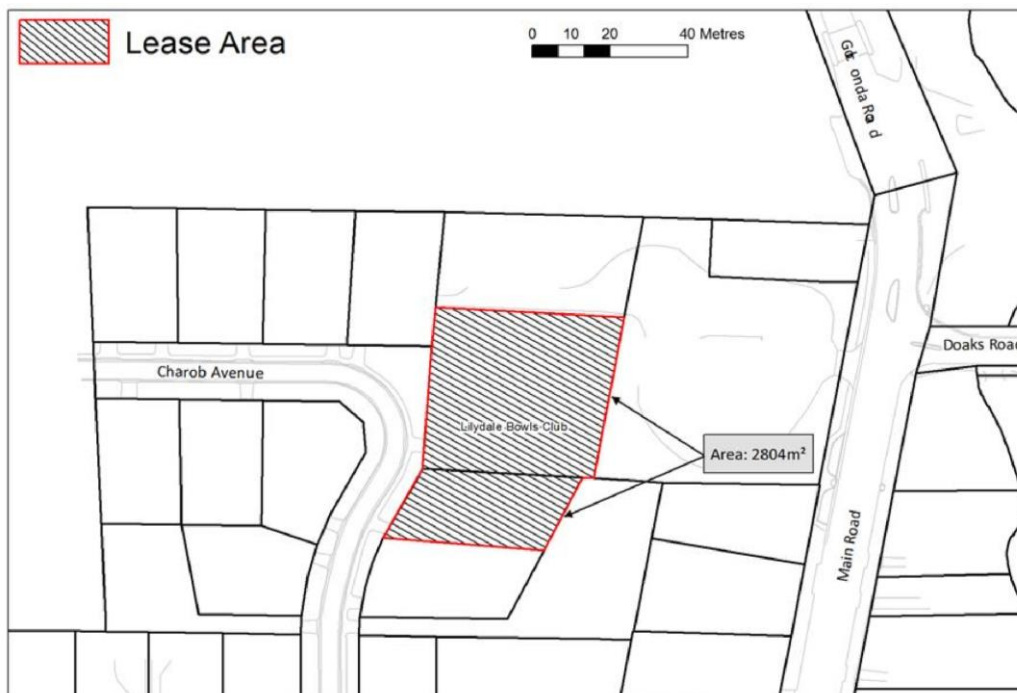 Lease Area
0 10 20 40 Metres
Charob Avenue
Lilydale Bowls Club
Area: 2804m²
Doaks Road
Main Road